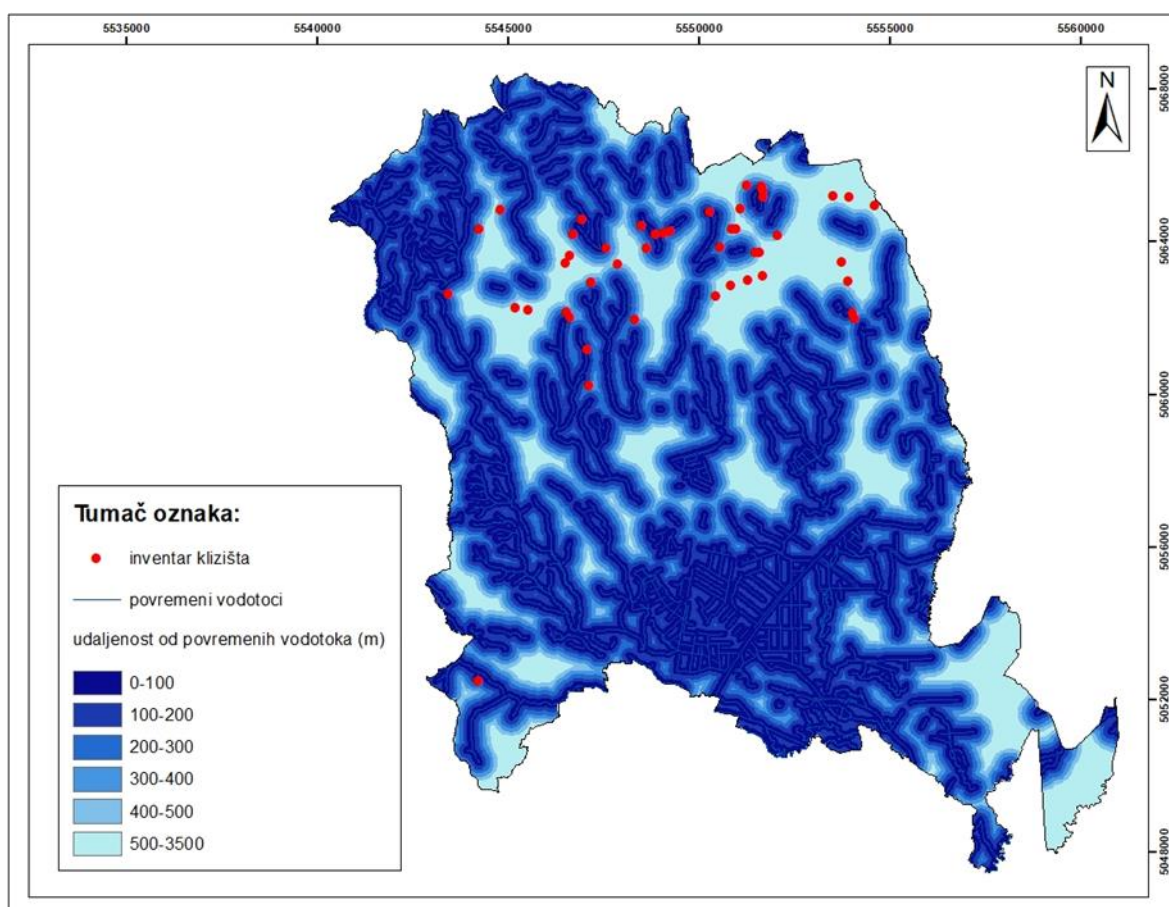 5535000 5540000 5545000 5550000 5555000 5560000
N
5068000
5064000
5060000
5056000
5052000
5048000
Tumač oznaka:
inventar klizišta
povremeni vodotoci
udaljenost od povremenih vodotoka (m)
0-100
100-200
200-300
300-400
400-500
500-3500